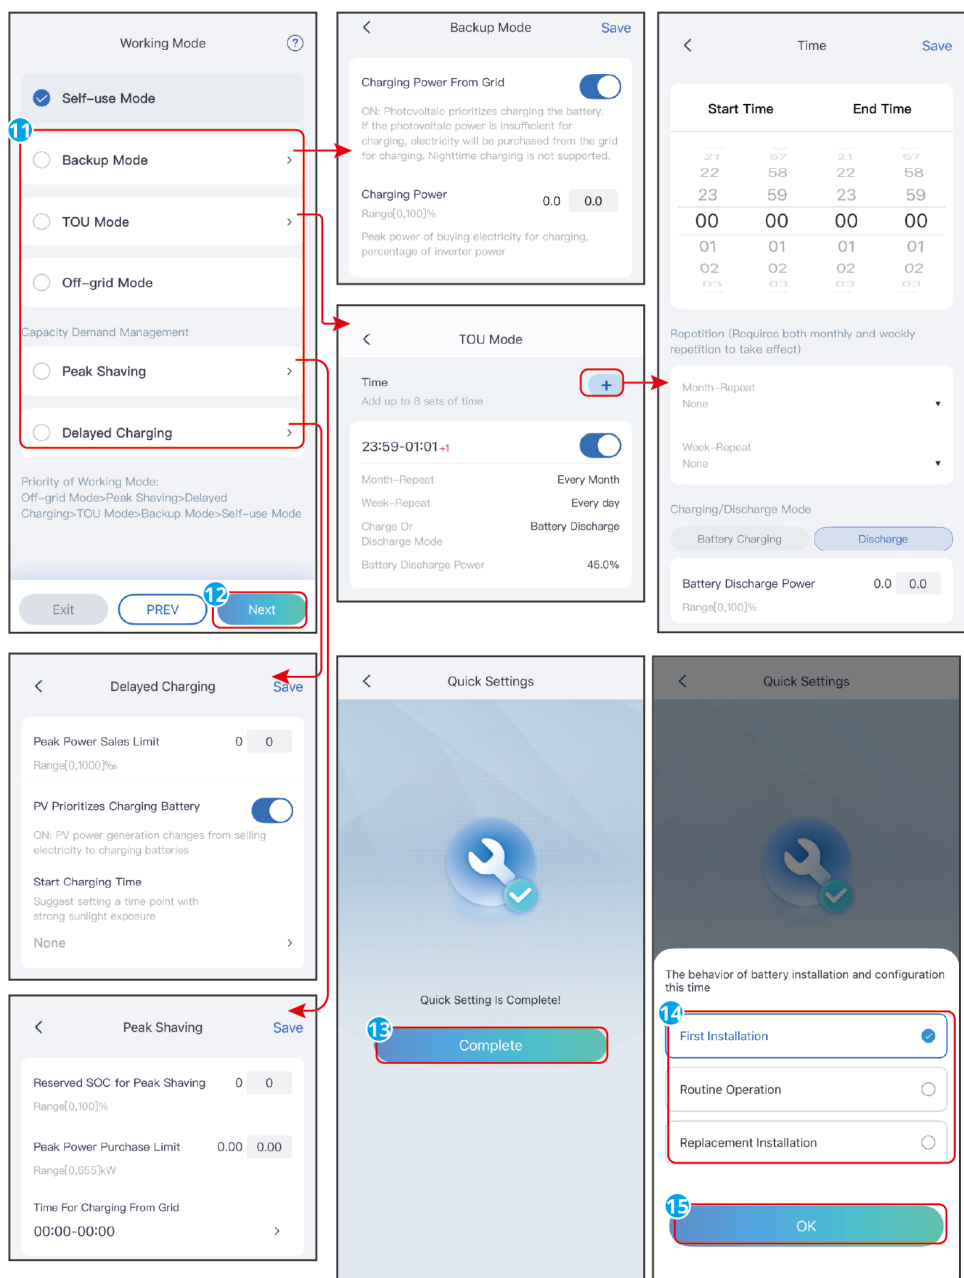 Working Mode
?
Self-use Mode
11
Backup Mode
TOU Mode
Off-grid Mode
Capacity Demand Management
Peak Shaving
Delayed Charging
Priority of Working Mode:
Off-grid Mode>Peak Shaving>Delayed
Charging>TOU Mode>Backup Mode>Self-use Mode
12
Exit
PREV
Next
Backup Mode
Save
Charging Power From Grid
ON: Photovoltaic prioritizes charging the battery.
If the photovoltaic power is insufficient for
charging, electricity will be purchased from the grid
for charging. Nighttime charging is not supported.
Charging Power
0.0 0.0
Range[0,100]%
Peak power of buying electricity for charging,
percentage of inverter power
TOU Mode
Time
+
Add up to 8 sets of time
23:59-01:01 +1
Month-Repeat Every Month
Week-Repeat Every day
Charge Or Battery Discharge
Discharge Mode
Battery Discharge Power 45.0%
Time
Save
Start Time End Time
21 57 21 57
22 58 22 58
23 59 23 59
00 00 00 00
01 01 01 01
02 02 02 02
03 03 03 03
Repetition (Requires both monthly and weekly
repetition to take effect)
Month-Repeat
None
Week-Repeat
None
Charging/Discharge Mode
Battery Charging Discharge
Battery Discharge Power 0.0 0.0
Range[0,100]%
Delayed Charging
Save
Peak Power Sales Limit 0 0
Range[0,1000]‰
PV Prioritizes Charging Battery
ON: PV power generation changes from selling
electricity to charging batteries
Start Charging Time
Suggest setting a time point with
strong sunlight exposure
None
Peak Shaving
Save
Reserved SOC for Peak Shaving 0 0
Range[0,100]%
Peak Power Purchase Limit 0.00 0.00
Range[0,655]kW
Time For Charging From Grid
00:00-00:00
Quick Settings
Quick Setting Is Complete!
13
Complete
Quick Settings
The behavior of battery installation and configuration
this time
14
First Installation
Routine Operation
Replacement Installation
15
OK